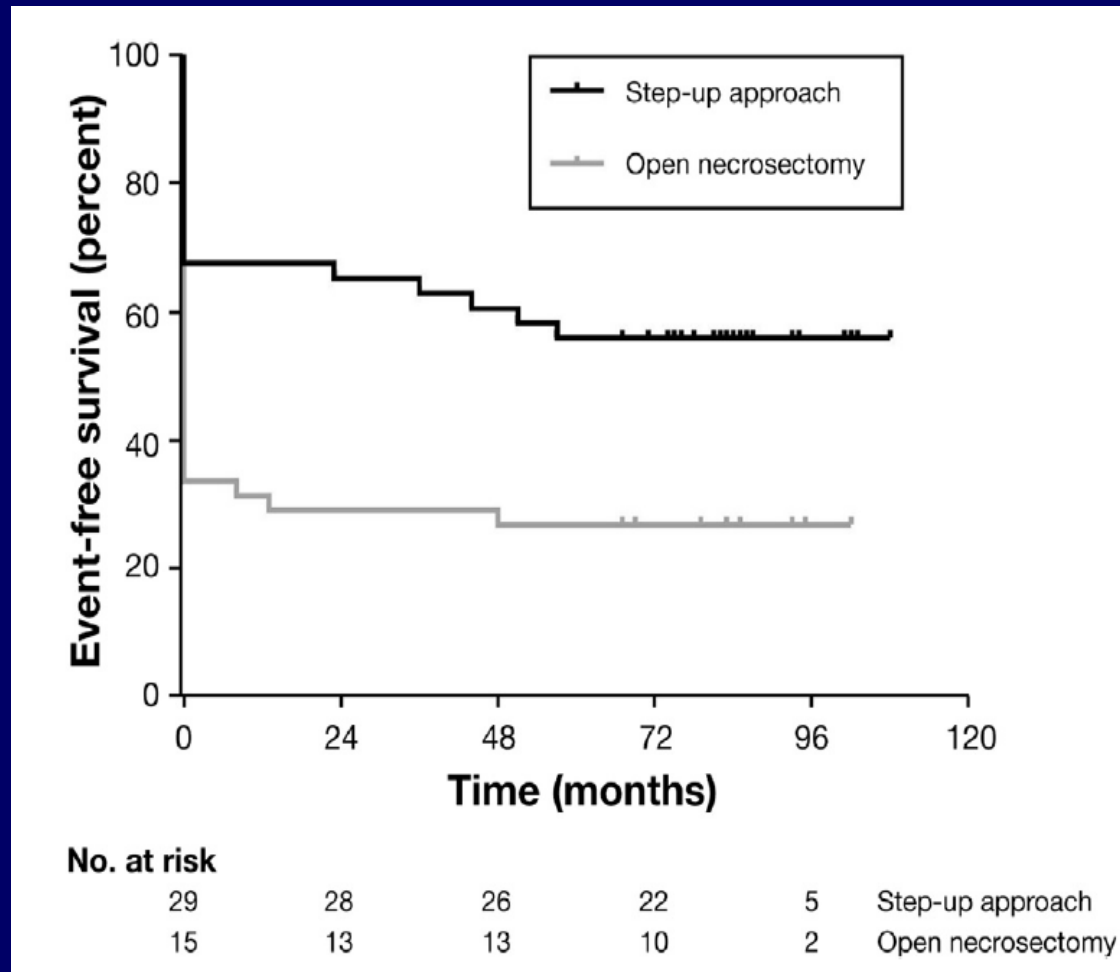 100
80
60
40
20
0
Event-free survival (percent)
Step-up approach
Open necrosectomy
0 24 48 72 96 120
Time (months)
No. at risk
29 28 26 22 5 Step-up approach
15 13 13 10 2 Open necrosectomy